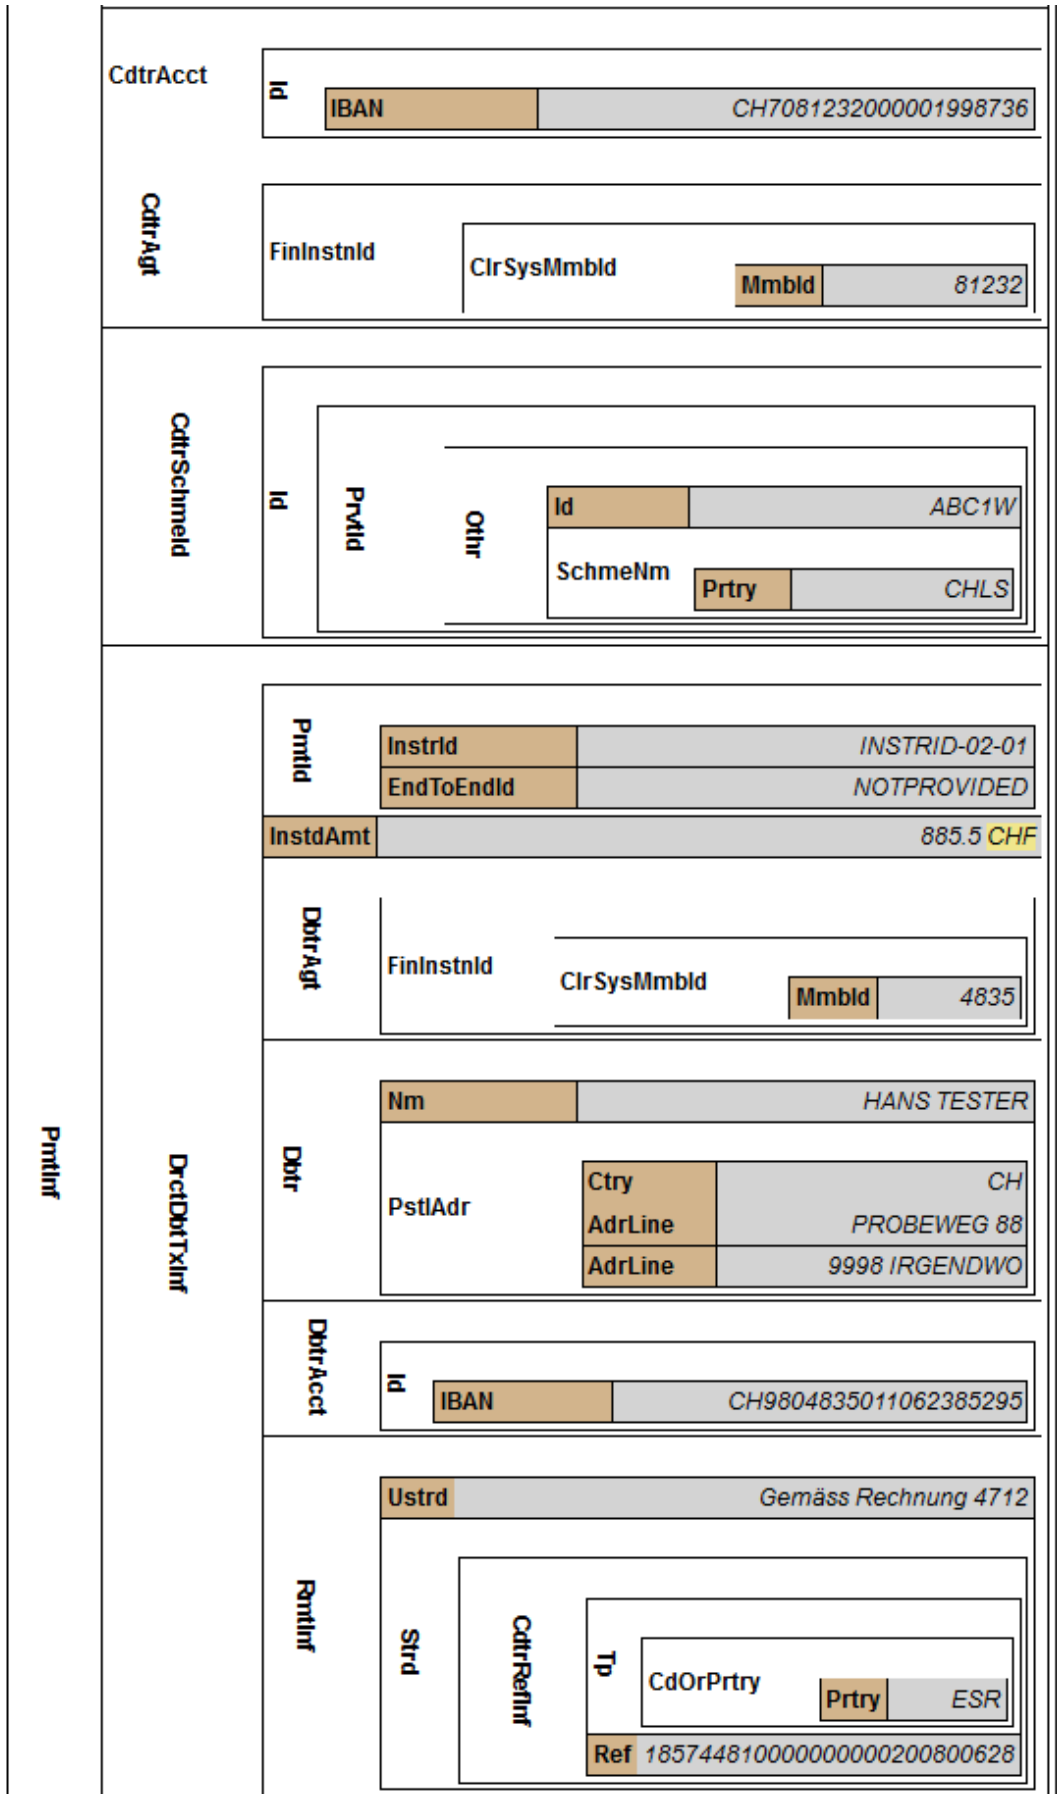 CdtrAcct
Id
IBAN CH7081232000001998736
CdtrAgt
FinInstnId
ClrSysMmbId
MmbId 81232
CdtrSchmeId
Id
PrvtId
Othr
Id ABC1W
SchmeNm
Prtry CHLS
PmtInf
DrctDbtTxInf
PmtId
InstrId INSTRID-02-01
EndToEndId NOTPROVIDED
InstdAmt 885.5 CHF
DbtrAgt
FinInstnId
ClrSysMmbId
MmbId 4835
Dbtr
Nm HANS TESTER
PstlAdr
Ctry CH
AdrLine PROBEWEG 88
AdrLine 9998 IRGENDWO
DbtrAcct
Id
IBAN CH9804835011062385295
RmtInf
Ustrd Gemäss Rechnung 4712
Strd
CdtrRefInf
Tp
CdOrPrtry
Prtry ESR
Ref 185744810000000000200800628